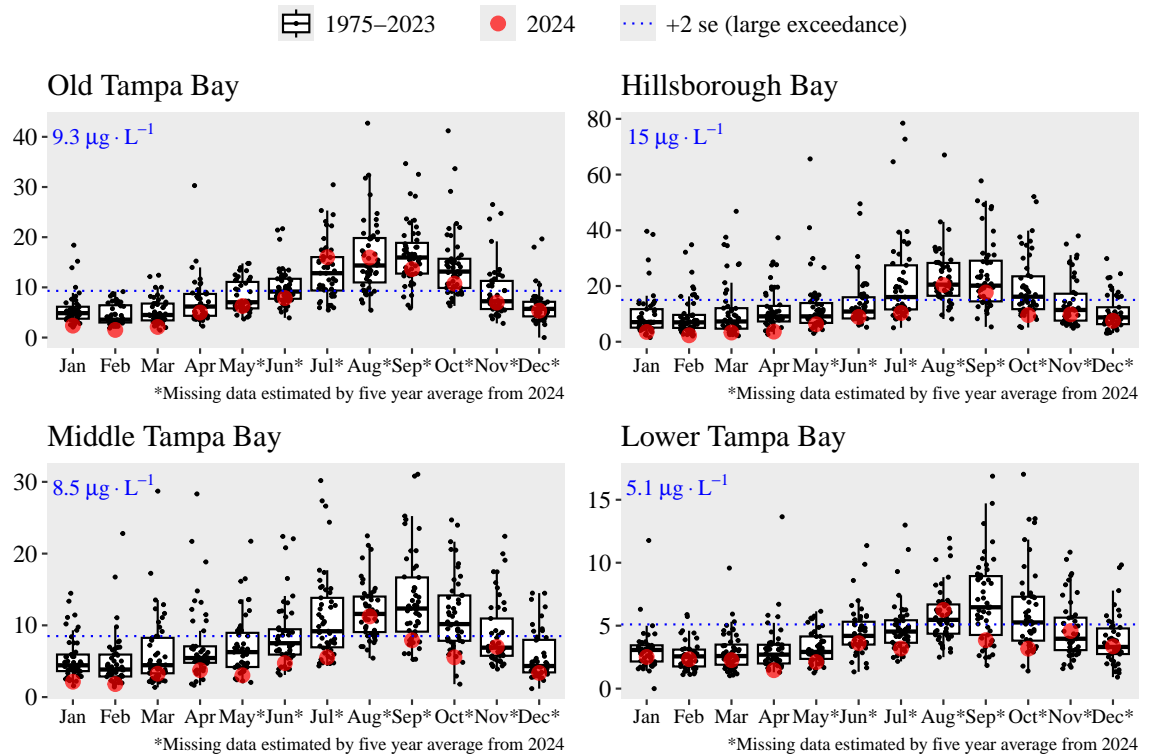 1975–2023 2024 +2 se (large exceedance)
Old Tampa Bay
9.3 μg · L⁻¹
40
30
20
10
0
Jan Feb Mar Apr May* Jun* Jul* Aug* Sep* Oct* Nov* Dec*
*Missing data estimated by five year average from 2024
Hillsborough Bay
15 μg · L⁻¹
80
60
40
20
0
Jan Feb Mar Apr May* Jun* Jul* Aug* Sep* Oct* Nov* Dec*
*Missing data estimated by five year average from 2024
Middle Tampa Bay
8.5 μg · L⁻¹
30
20
10
0
Jan Feb Mar Apr May* Jun* Jul* Aug* Sep* Oct* Nov* Dec*
*Missing data estimated by five year average from 2024
Lower Tampa Bay
5.1 μg · L⁻¹
15
10
5
0
Jan Feb Mar Apr May* Jun* Jul* Aug* Sep* Oct* Nov* Dec*
*Missing data estimated by five year average from 2024